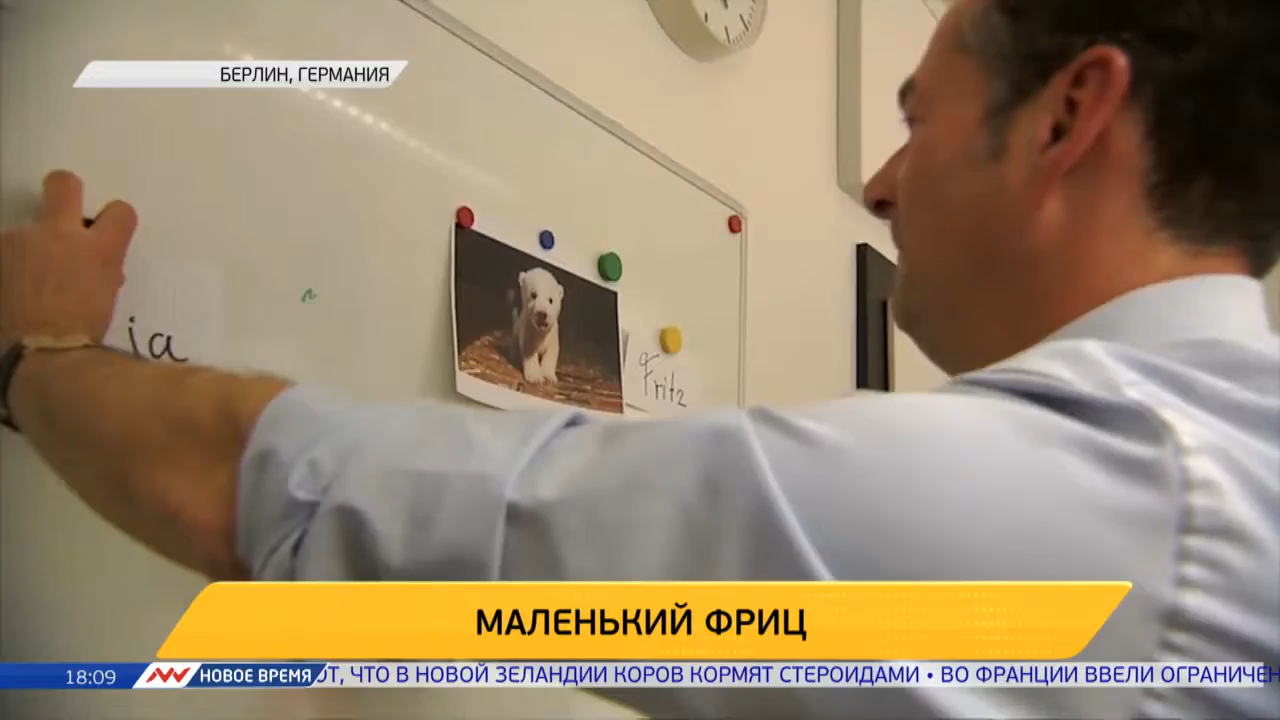 БЕРЛИН, ГЕРМАНИЯ
ia
Fritz
МАЛЕНЬКИЙ ФРИЦ
18:09 НОВОЕ ВРЕМЯ ЧТО В НОВОЙ ЗЕЛАНДИИ КОРОВ КОРМЯТ СТЕРОИДАМИ • ВО ФРАНЦИИ ВВЕЛИ